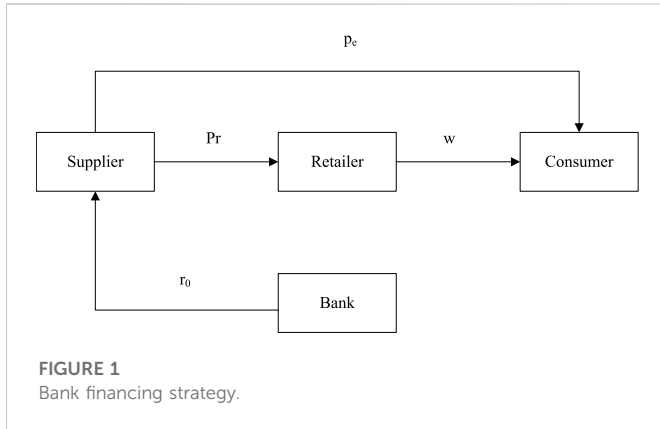 pₑ
Pr
w
Supplier
Retailer
Consumer
r₀
Bank
FIGURE 1
Bank financing strategy.